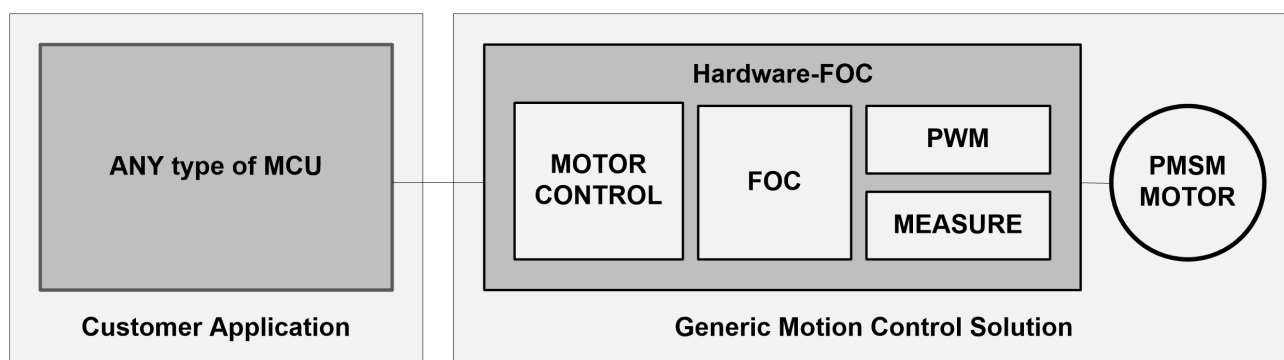 ANY type of MCU
Customer Application
Hardware-FOC
MOTOR
CONTROL
FOC
PWM
MEASURE
PMSM
MOTOR
Generic Motion Control Solution